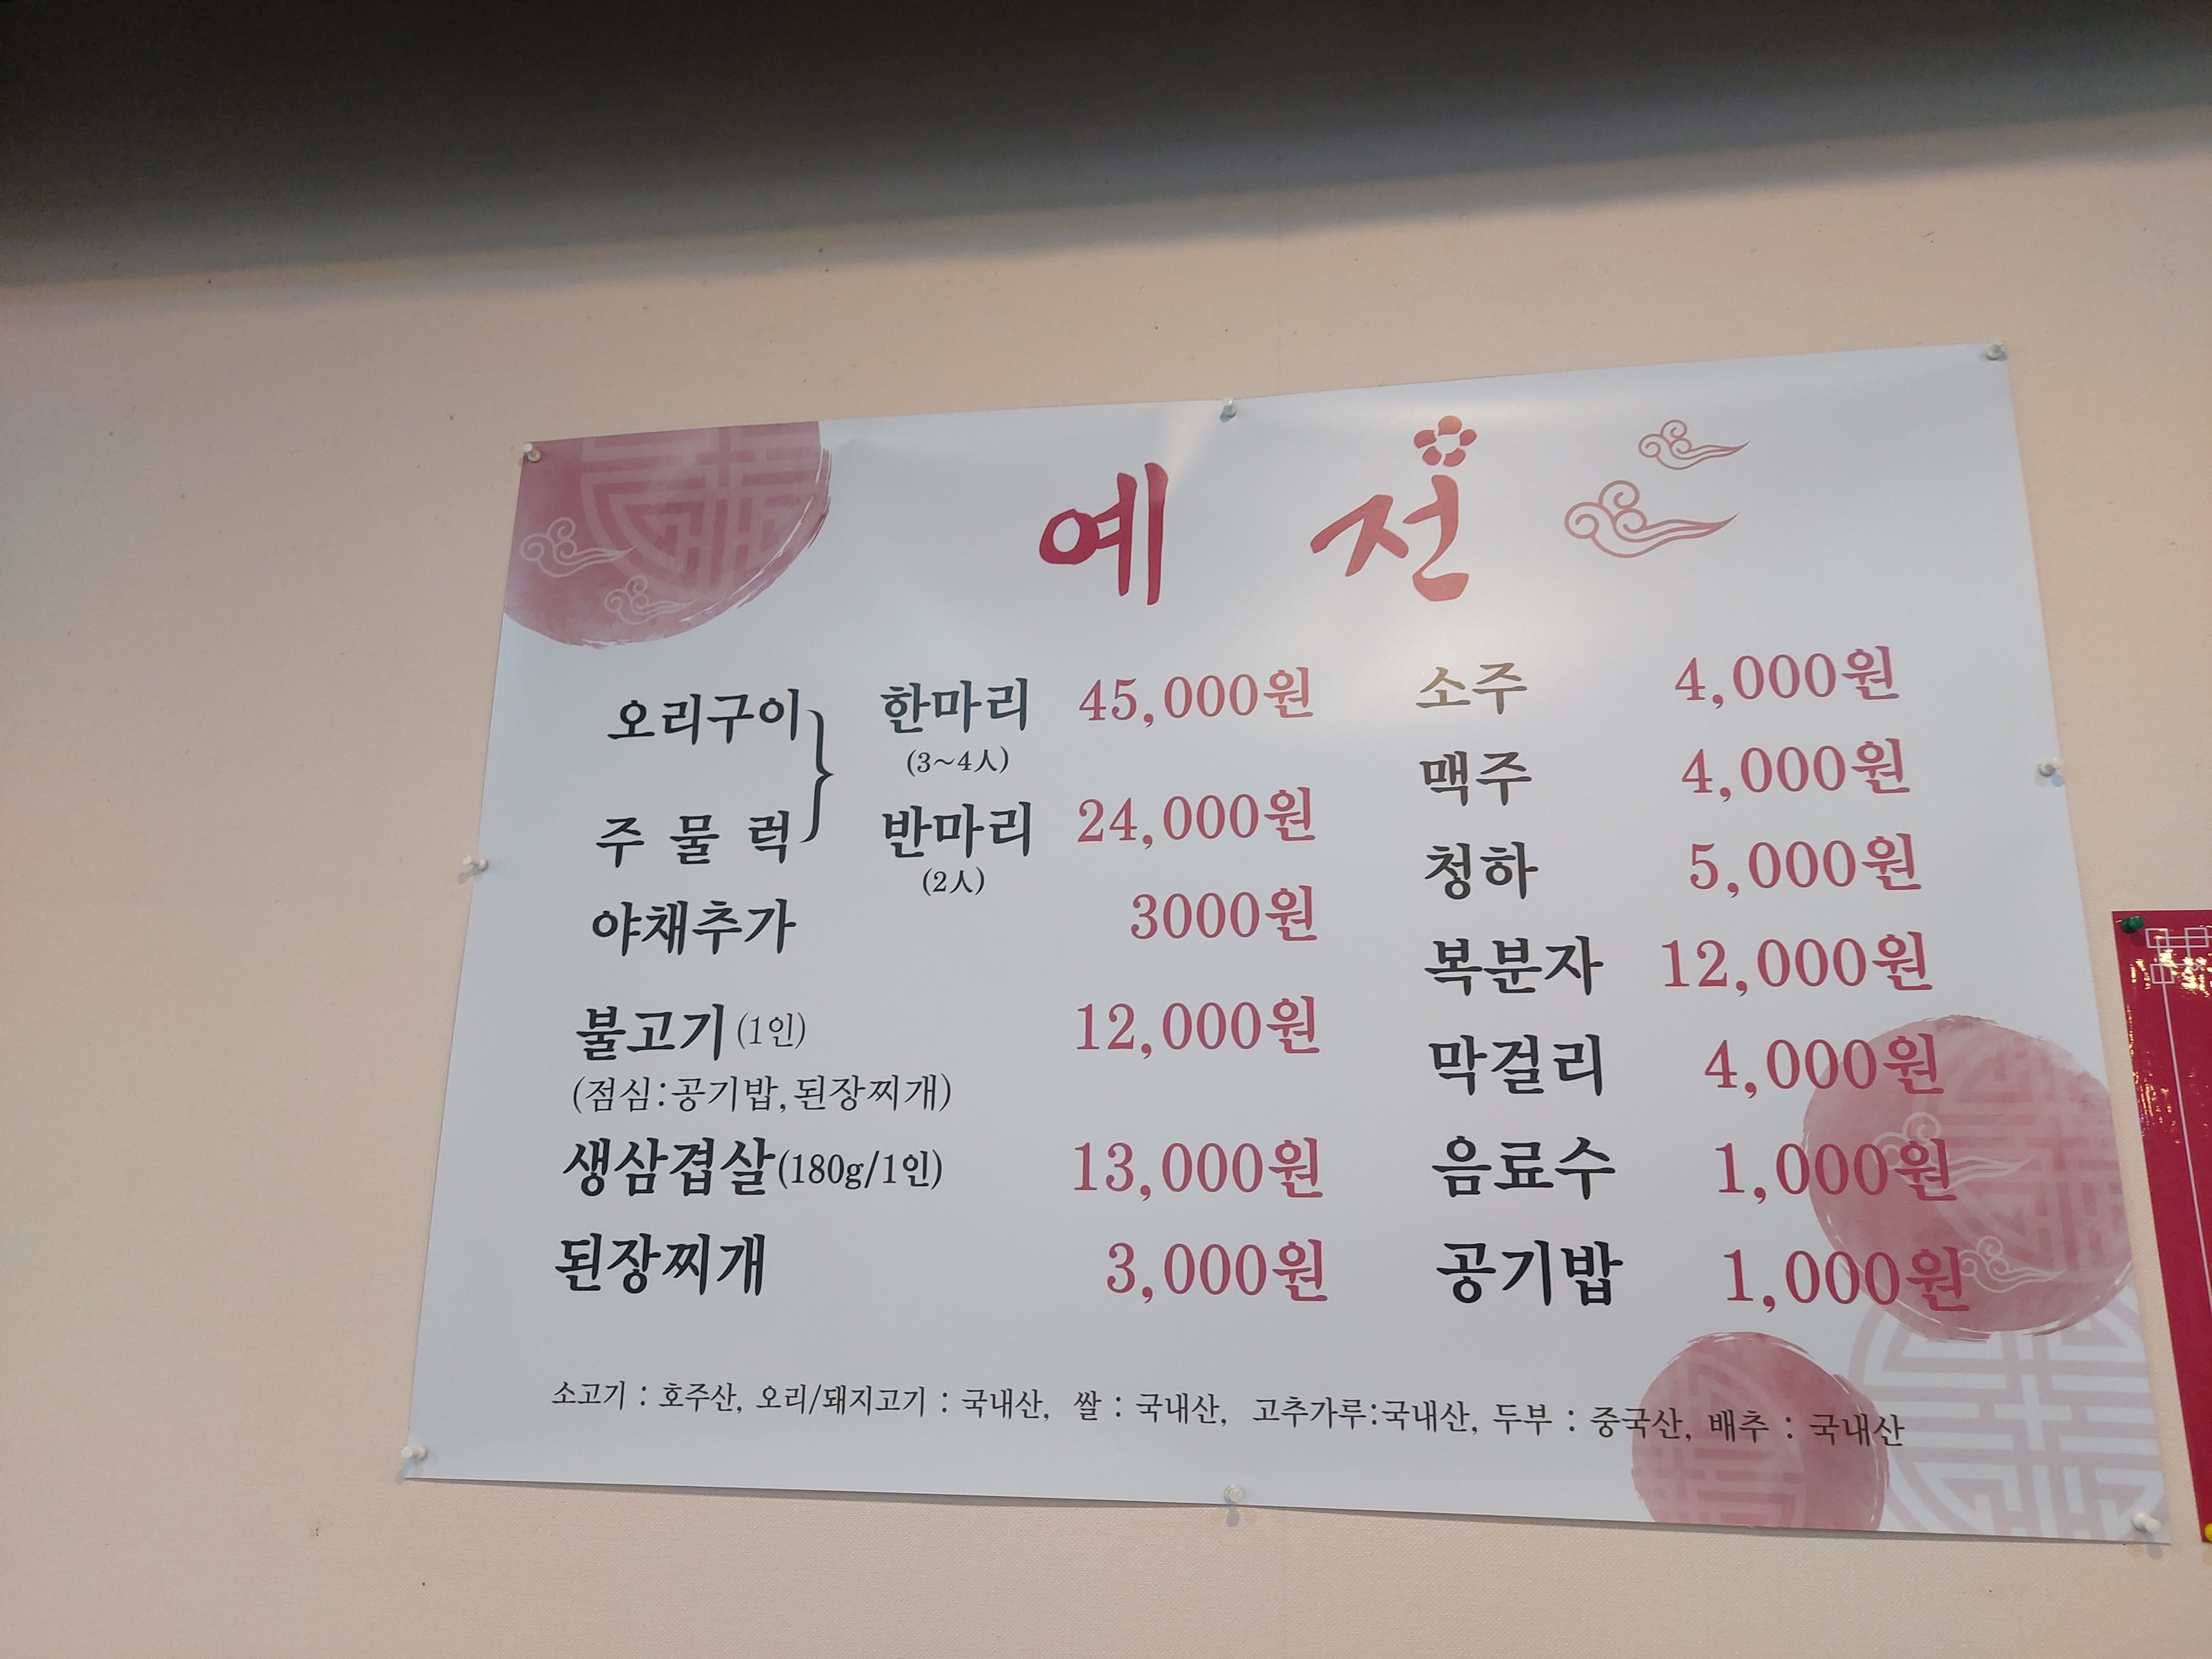 예 전
오리구이 한마리 45,000원
(3~4人)
주 물 럭 반마리 24,000원
(2人)
야채추가 3000원
불고기 (1인) 12,000원
(점심:공기밥, 된장찌개)
생삼겹살(180g/1인) 13,000원
된장찌개 3,000원
소주 4,000원
맥주 4,000원
청하 5,000원
복분자 12,000원
막걸리 4,000원
음료수 1,000원
공기밥 1,000원
소고기 : 호주산, 오리/돼지고기 : 국내산, 쌀 : 국내산, 고추가루:국내산, 두부 : 중국산, 배추 : 국내산